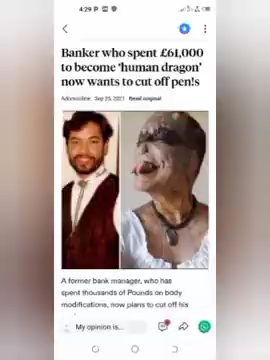 4:29 P
Banker who spent £61,000
to become ‘human dragon’
now wants to cut off pen!s
Adomonline Sep 25, 2021 Read original
A former bank manager, who has
spent thousands of Pounds on body
modifications, now plans to cut off his
My opinion is...